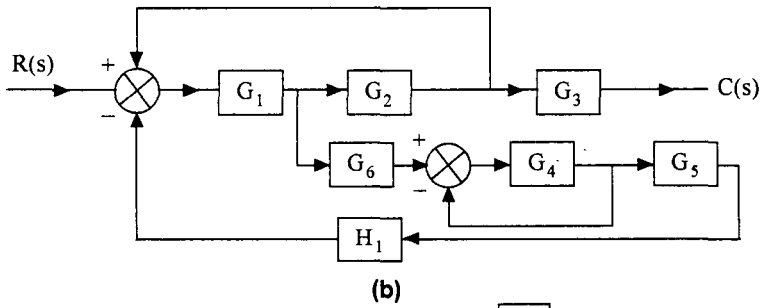 R(s) + − G₁ G₂ G₃ C(s)
G₆ + − G₄ G₅
H₁
(b)